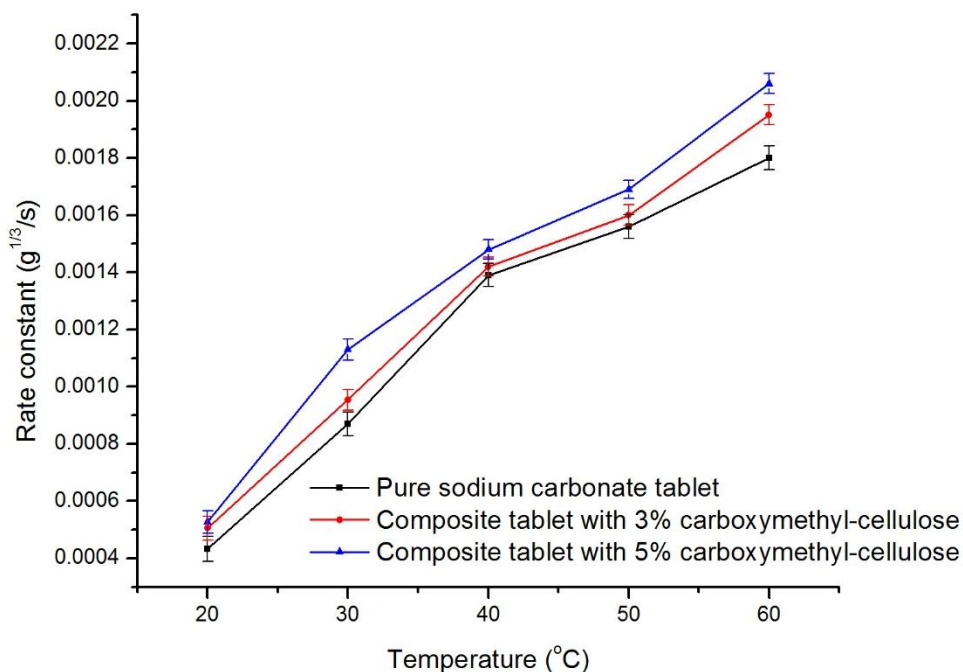 0.0022
0.0020
0.0018
0.0016
0.0014
0.0012
0.0010
0.0008
0.0006
0.0004
Rate constant (g^1/3/s)
Pure sodium carbonate tablet
Composite tablet with 3% carboxymethyl-cellulose
Composite tablet with 5% carboxymethyl-cellulose
20 30 40 50 60
Temperature (°C)